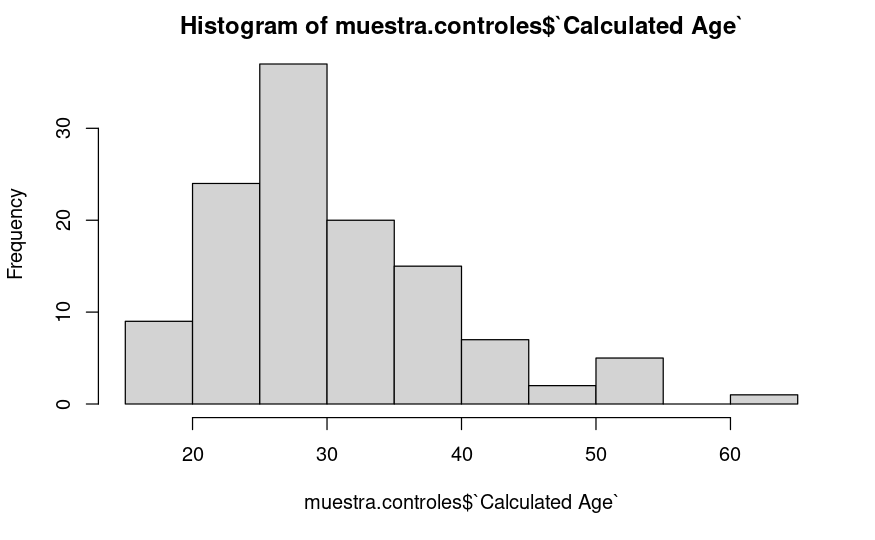 Histogram of muestra.controles$`Calculated Age`
Frequency
30
20
10
0
20 30 40 50 60
muestra.controles$`Calculated Age`